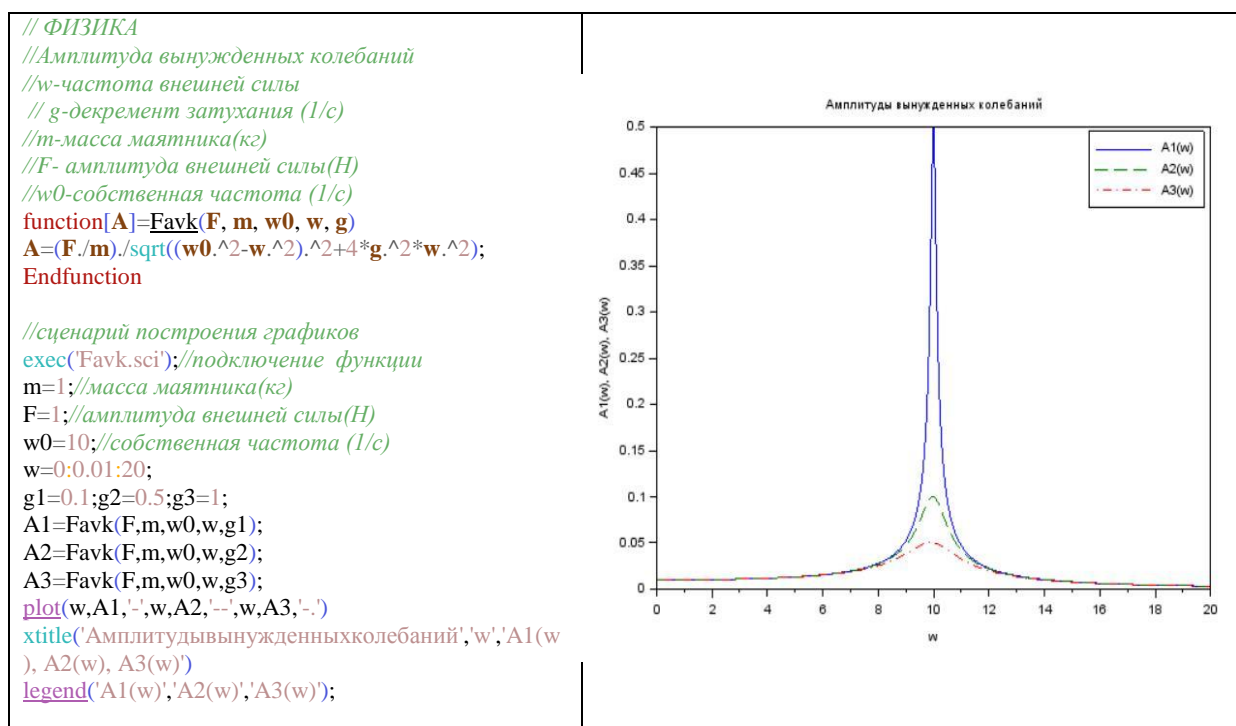 // ФИЗИКА
//Амплитуда вынужденных колебаний
//w-частота внешней силы
// g-декремент затухания (1/с)
//m-масса маятника(кг)
//F- амплитуда внешней силы(Н)
//w0-собственная частота (1/с)
function[A]=Favk(F, m, w0, w, g)
A=(F./m)./sqrt((w0.^2-w.^2).^2+4*g.^2*w.^2);
Endfunction
//сценарий построения графиков
exec('Favk.sci');//подключение функции
m=1;//масса маятника(кг)
F=1;//амплитуда внешней силы(Н)
w0=10;//собственная частота (1/с)
w=0:0.01:20;
g1=0.1;g2=0.5;g3=1;
A1=Favk(F,m,w0,w,g1);
A2=Favk(F,m,w0,w,g2);
A3=Favk(F,m,w0,w,g3);
plot(w,A1,'-',w,A2,'--',w,A3,'-.')
xtitle('Амплитудывынужденныхколебаний','w','A1(w
), A2(w), A3(w)')
legend('A1(w)','A2(w)','A3(w)');
Амплитуды вынужденных колебаний
A1(w)
A2(w)
A3(w)
A1(w), A2(w), A3(w)
0.5
0.45
0.4
0.35
0.3
0.25
0.2
0.15
0.1
0.05
0
0 2 4 6 8 10 12 14 16 18 20
w